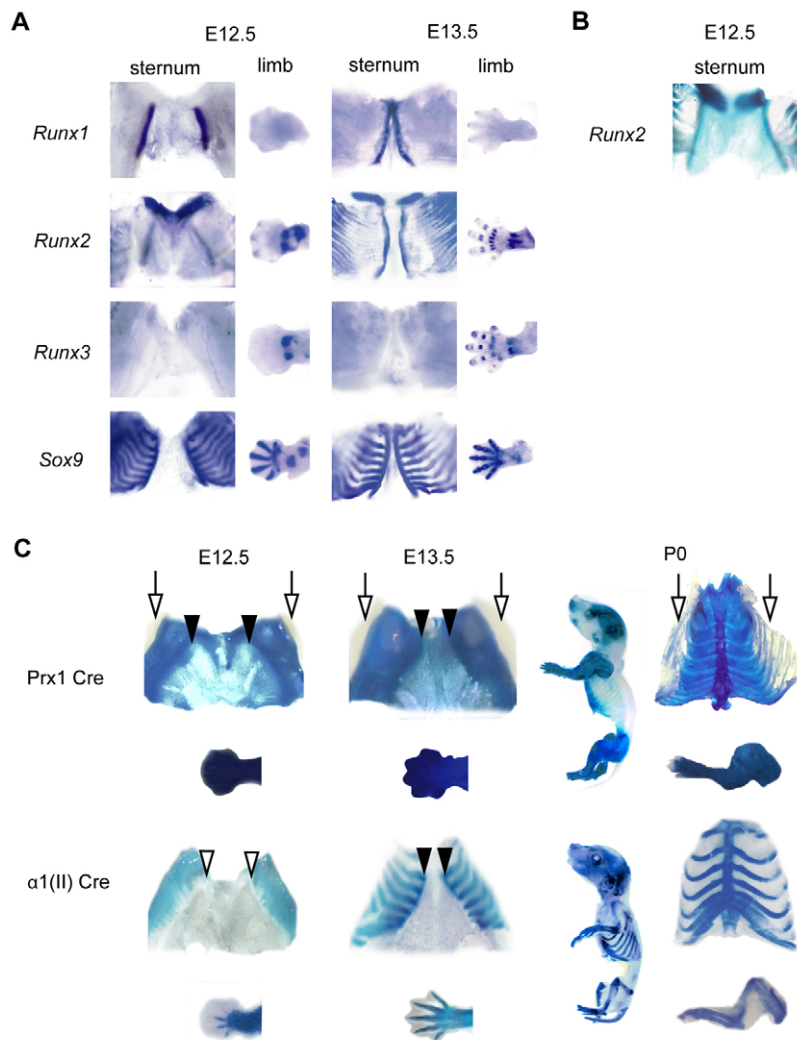 A
E12.5
E13.5
sternum
limb
sternum
limb
Runx1
Runx2
Runx3
Sox9
B
E12.5
sternum
Runx2
C
E12.5
E13.5
P0
Prx1 Cre
α1(II) Cre